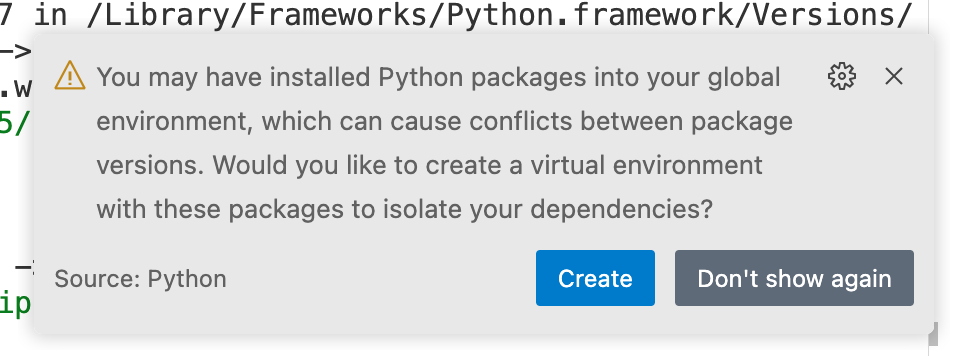 7 in /Library/Frameworks/Python.framework/Versions/
->
.w
5/
You may have installed Python packages into your global
environment, which can cause conflicts between package
versions. Would you like to create a virtual environment
with these packages to isolate your dependencies?
Source: Python
Create
Don't show again
ip